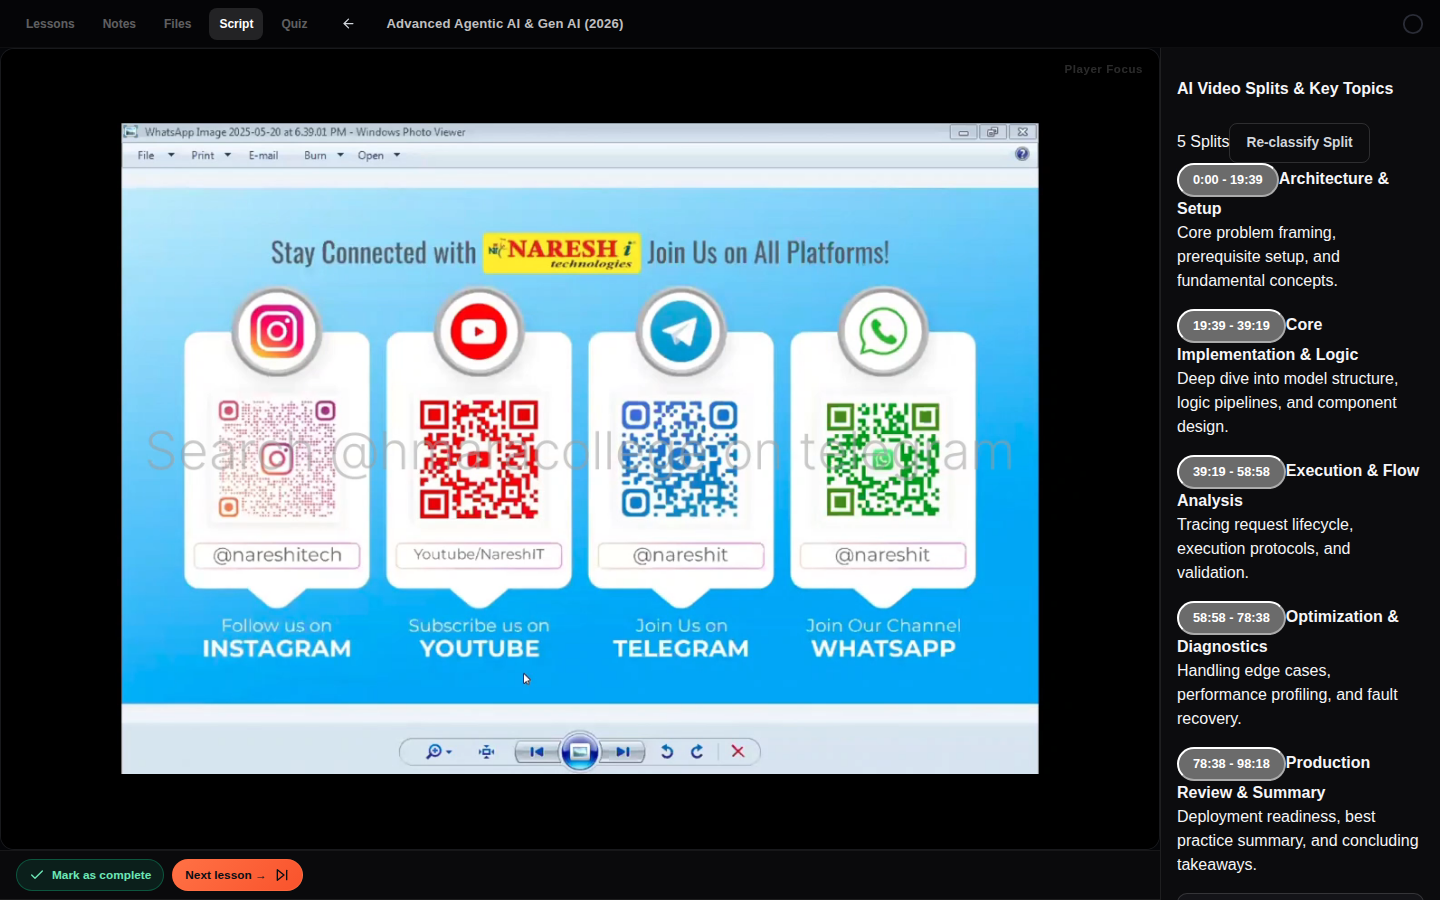 Lessons Notes Files Script Quiz ← Advanced Agentic AI & Gen AI (2026)
Player Focus
WhatsApp Image 2025-05-20 at 6.39.01 PM - Windows Photo Viewer
File Print E-mail Burn Open
Stay Connected with NARESH i technologies Join Us on All Platforms!
Search @hmaracollege on telegram
@nareshitech Youtube/NareshIT @nareshit @nareshit
Follow us on INSTAGRAM
Subscribe us on YOUTUBE
Join Us on TELEGRAM
Join Our Channel WHATSAPP
Mark as complete Next lesson →
AI Video Splits & Key Topics
5 Splits Re-classify Split
0:00 - 19:39 Architecture &
Setup
Core problem framing,
prerequisite setup, and
fundamental concepts.
19:39 - 39:19 Core
Implementation & Logic
Deep dive into model structure,
logic pipelines, and component
design.
39:19 - 58:58 Execution & Flow
Analysis
Tracing request lifecycle,
execution protocols, and
validation.
58:58 - 78:38 Optimization &
Diagnostics
Handling edge cases,
performance profiling, and fault
recovery.
78:38 - 98:18 Production
Review & Summary
Deployment readiness, best
practice summary, and concluding
takeaways.